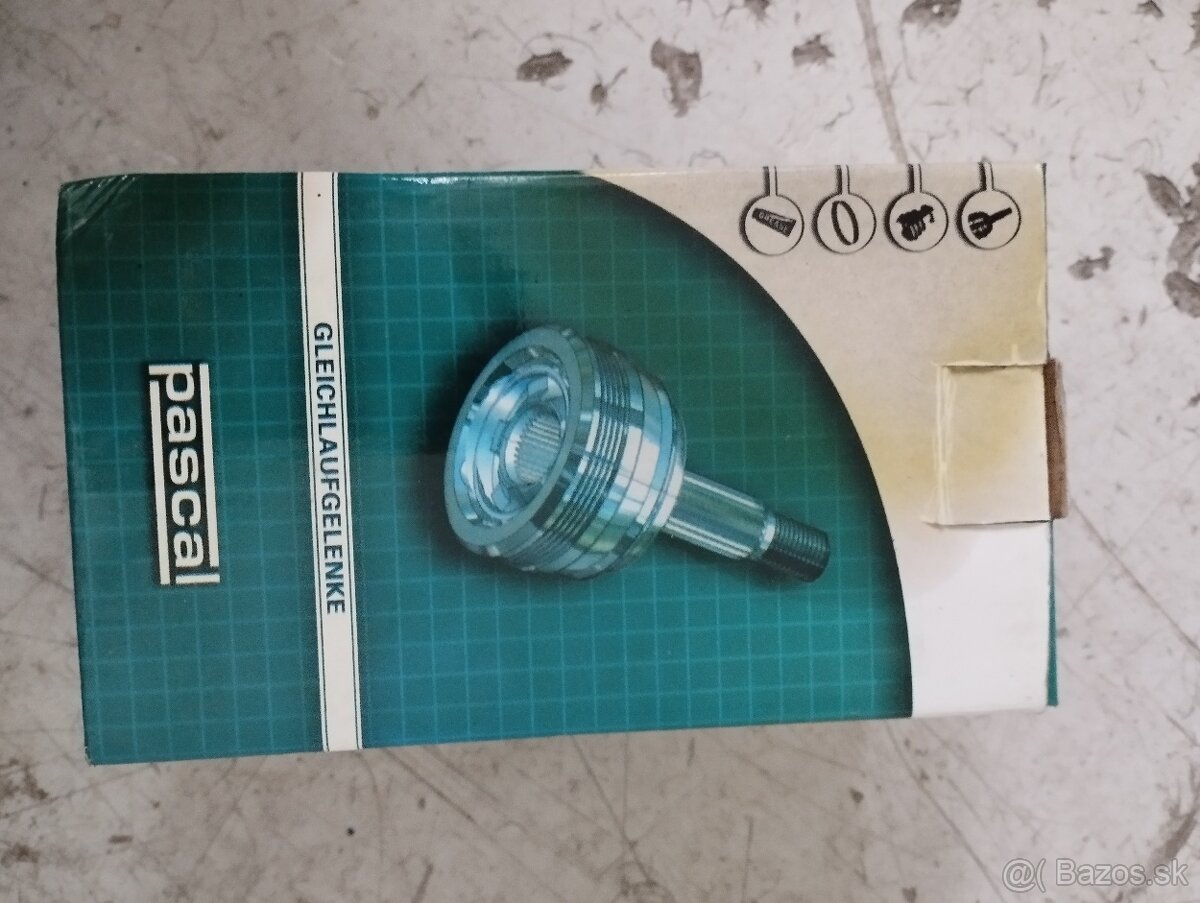 GREASE
GLEICHLAUFGELENKE
pascal
@( Bazos.sk